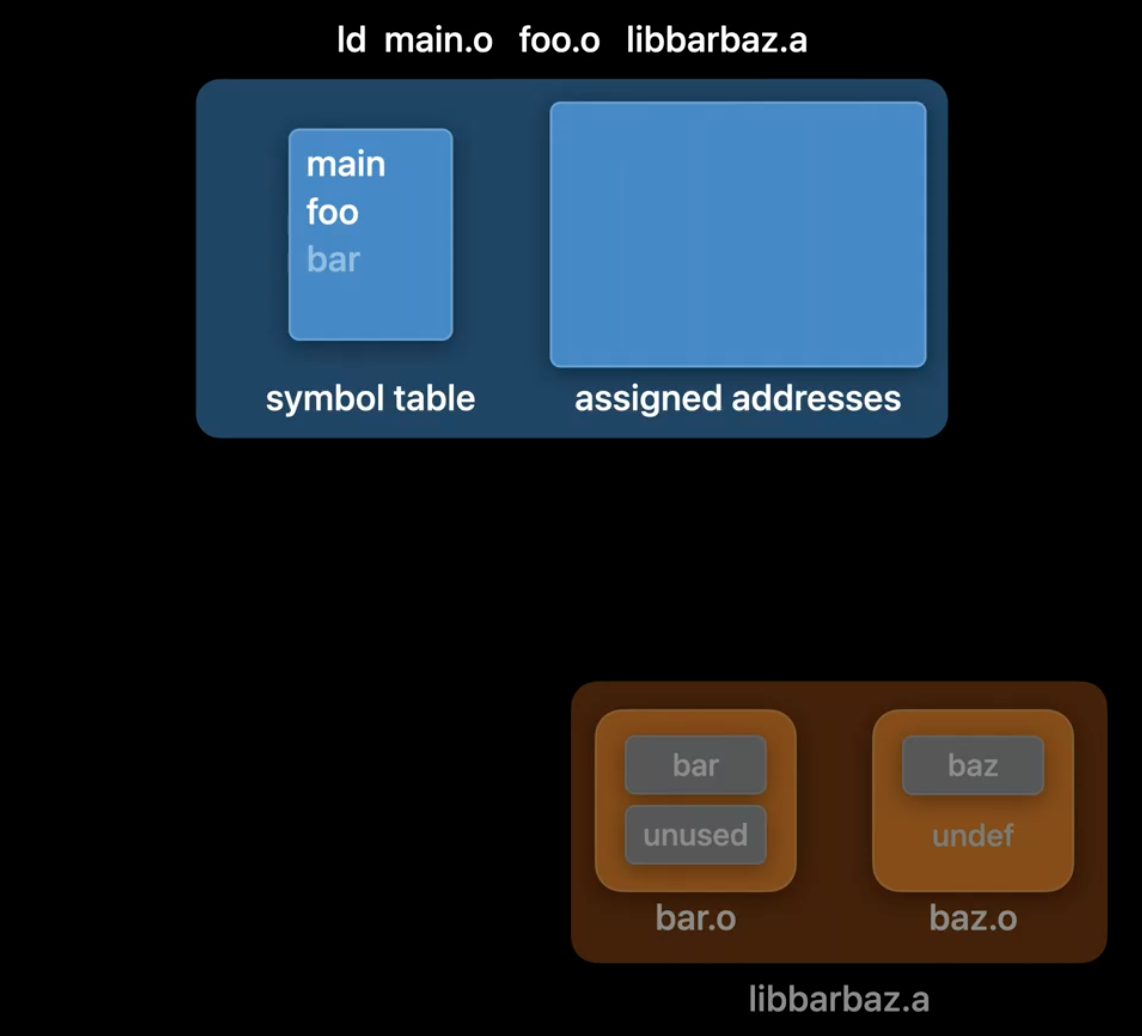 ld main.o foo.o libbarbaz.a
main
foo
bar
symbol table
assigned addresses
bar
unused
bar.o
baz
undef
baz.o
libbarbaz.a